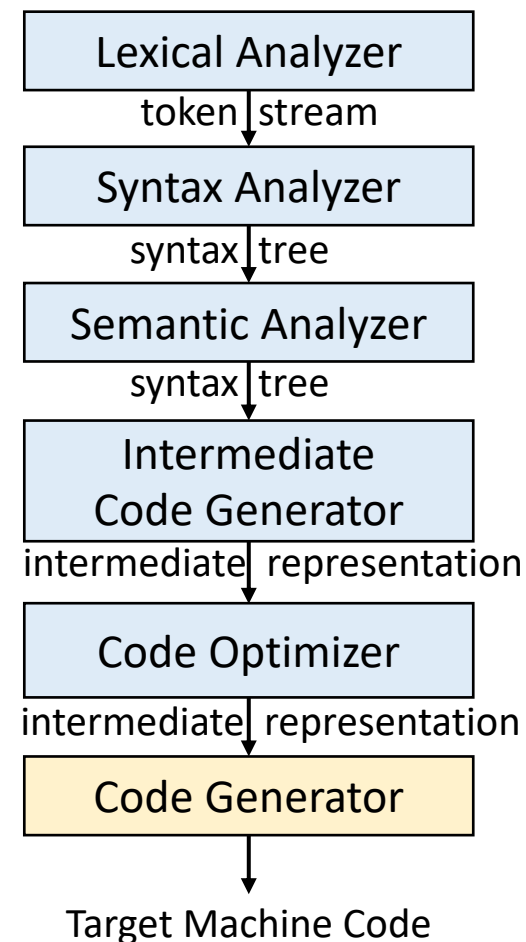 Lexical Analyzer
token stream
Syntax Analyzer
syntax tree
Semantic Analyzer
syntax tree
Intermediate
Code Generator
intermediate representation
Code Optimizer
intermediate representation
Code Generator
Target Machine Code